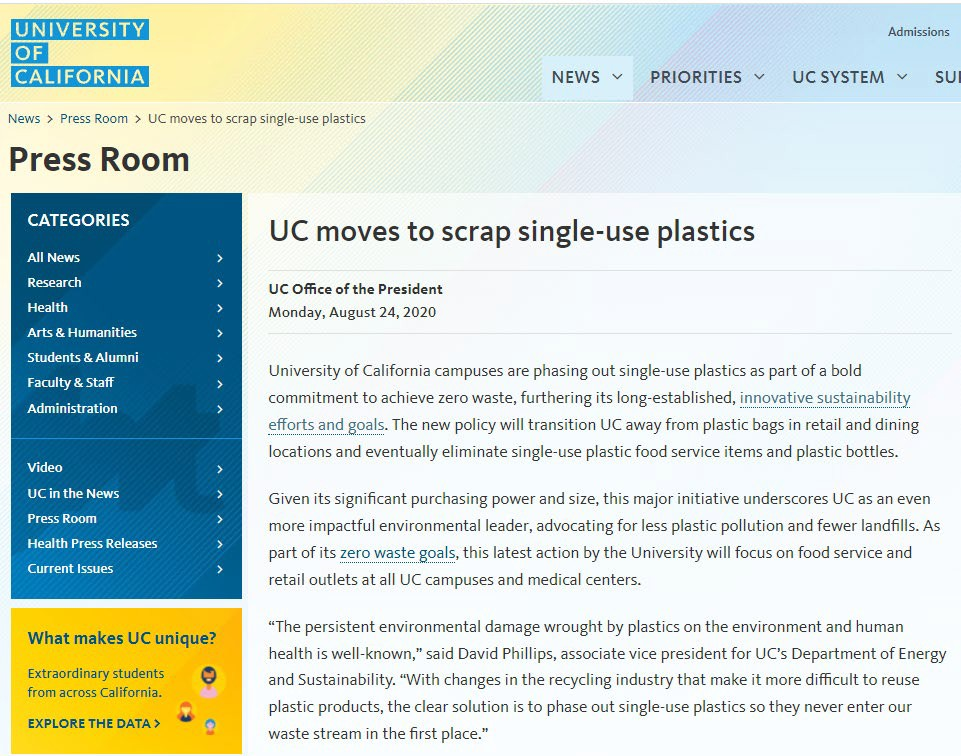 UNIVERSITY
OF
CALIFORNIA
Admissions
NEWS PRIORITIES UC SYSTEM
News > Press Room > UC moves to scrap single-use plastics
Press Room
CATEGORIES
All News
Research
Health
Arts & Humanities
Students & Alumni
Faculty & Staff
Administration
Video
UC in the News
Press Room
Health Press Releases
Current Issues
What makes UC unique?
Extraordinary students
from across California.
EXPLORE THE DATA >
UC moves to scrap single-use plastics
UC Office of the President
Monday, August 24, 2020
University of California campuses are phasing out single-use plastics as part of a bold
commitment to achieve zero waste, furthering its long-established, innovative sustainability
efforts and goals. The new policy will transition UC away from plastic bags in retail and dining
locations and eventually eliminate single-use plastic food service items and plastic bottles.
Given its significant purchasing power and size, this major initiative underscores UC as an even
more impactful environmental leader, advocating for less plastic pollution and fewer landfills. As
part of its zero waste goals, this latest action by the University will focus on food service and
retail outlets at all UC campuses and medical centers.
“The persistent environmental damage wrought by plastics on the environment and human
health is well-known,” said David Phillips, associate vice president for UC’s Department of Energy
and Sustainability. “With changes in the recycling industry that make it more difficult to reuse
plastic products, the clear solution is to phase out single-use plastics so they never enter our
waste stream in the first place.”